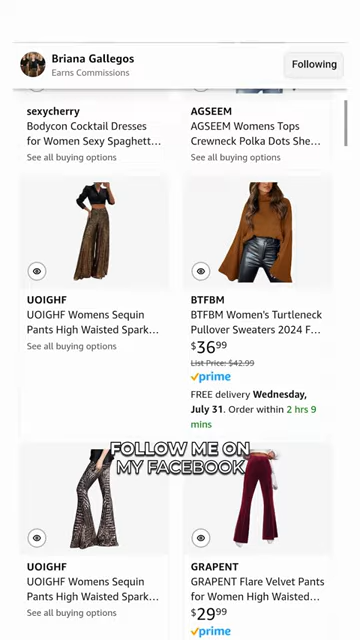 Briana Gallegos
Earns Commissions
Following
sexycherry
Bodycon Cocktail Dresses
for Women Sexy Spaghett...
See all buying options
AGSEEM
AGSEEM Womens Tops
Crewneck Polka Dots She...
See all buying options
UOIGHF
UOIGHF Womens Sequin
Pants High Waisted Spark...
See all buying options
BTFBM
BTFBM Women's Turtleneck
Pullover Sweaters 2024 F...
$36⁹⁹
List Price: $42.99
prime
FREE delivery Wednesday,
July 31. Order within 2 hrs 9
mins
FOLLOW ME ON
MY FACEBOOK
UOIGHF
UOIGHF Womens Sequin
Pants High Waisted Spark...
See all buying options
GRAPENT
GRAPENT Flare Velvet Pants
for Women High Waisted...
$29⁹⁹
prime